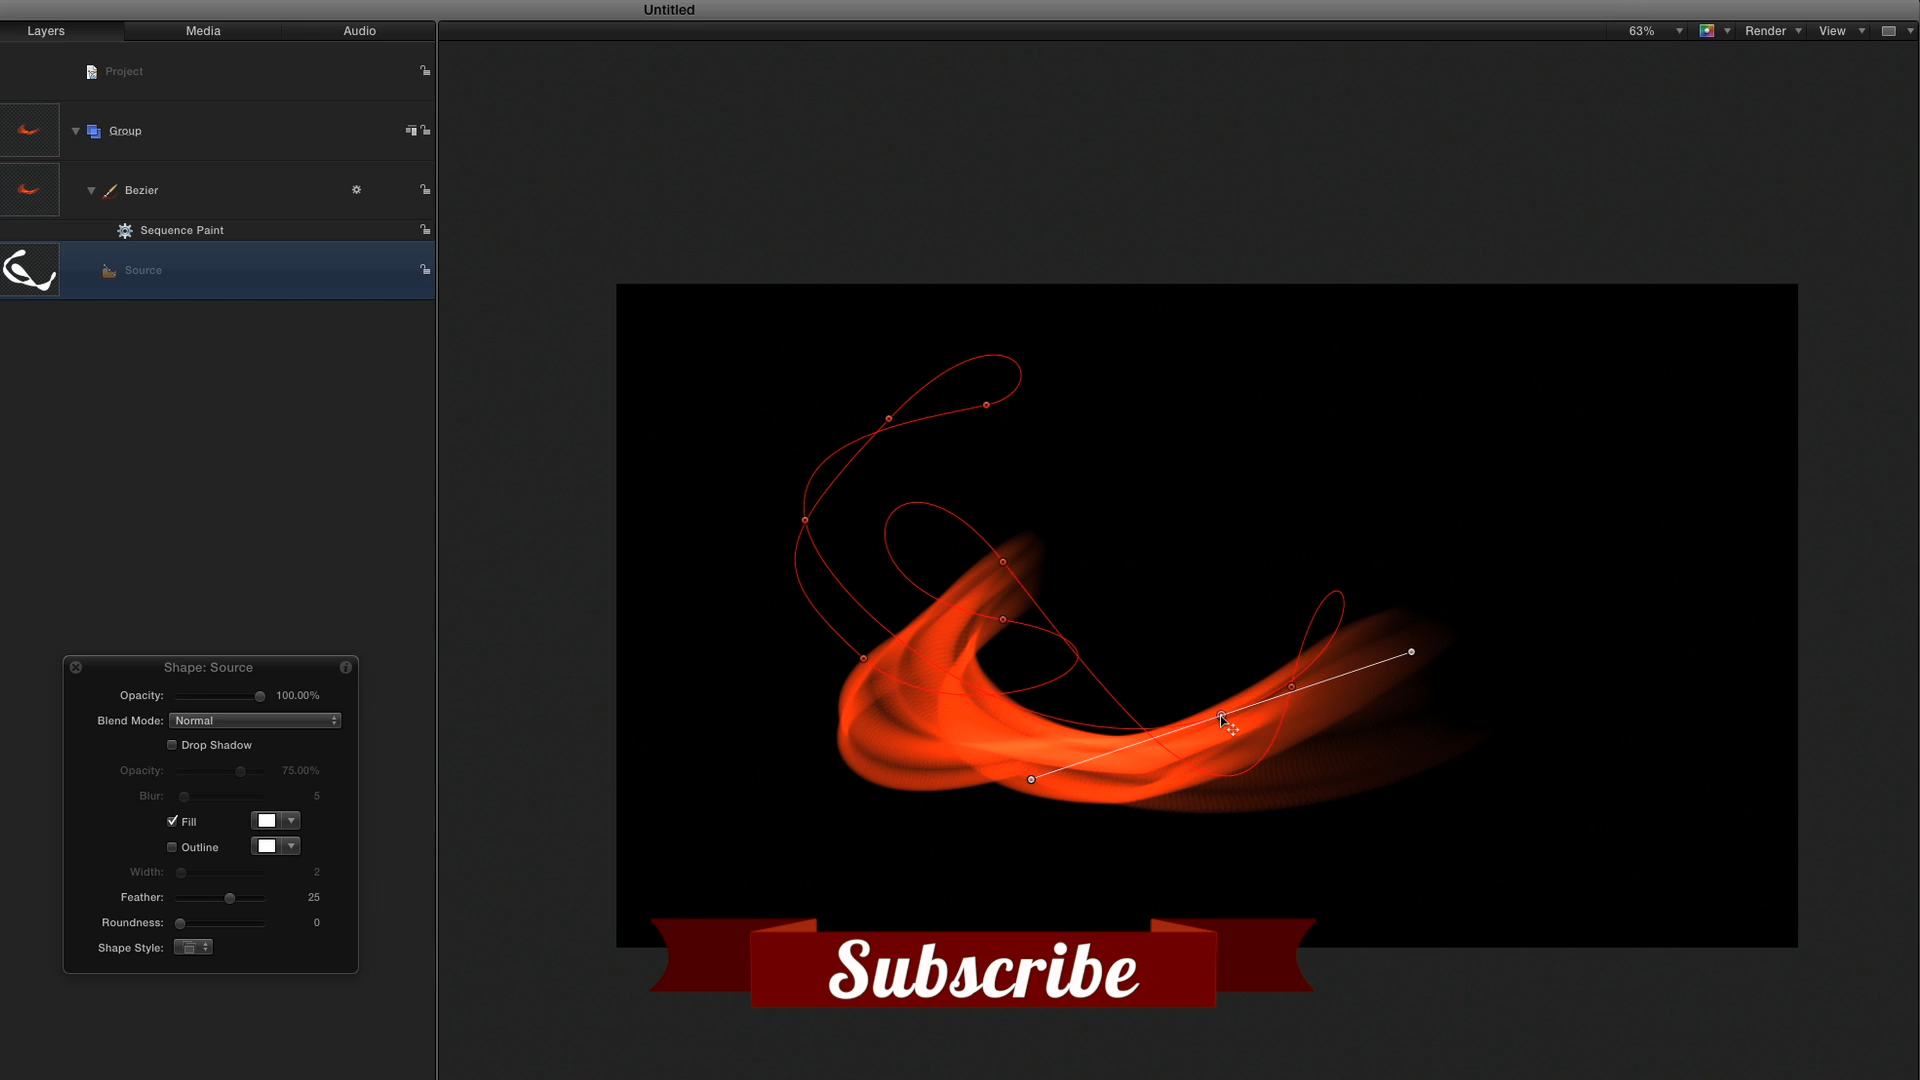 Untitled
Layers Media Audio
63% Render View
Project
Group
Bezier
Sequence Paint
Source
Shape: Source
Opacity: 100.00%
Blend Mode: Normal
Drop Shadow
Opacity: 75.00%
Blur: 5
Fill
Outline
Width: 2
Feather: 25
Roundness: 0
Shape Style:
Subscribe